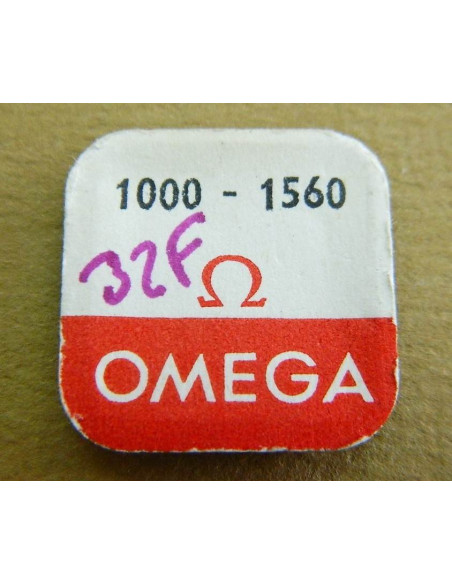 1000 - 1560
32F
Ω
OMEGA